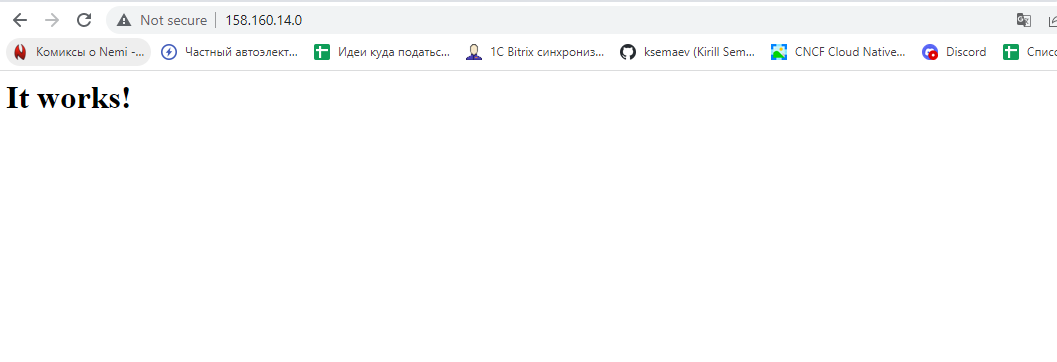 Not secure 158.160.14.0
Комиксы о Nemi -... Частный автоэлект... Идеи куда податьс... 1C Bitrix синхрониз... ksemaev (Kirill Sem... CNCF Cloud Native... Discord Списо
It works!